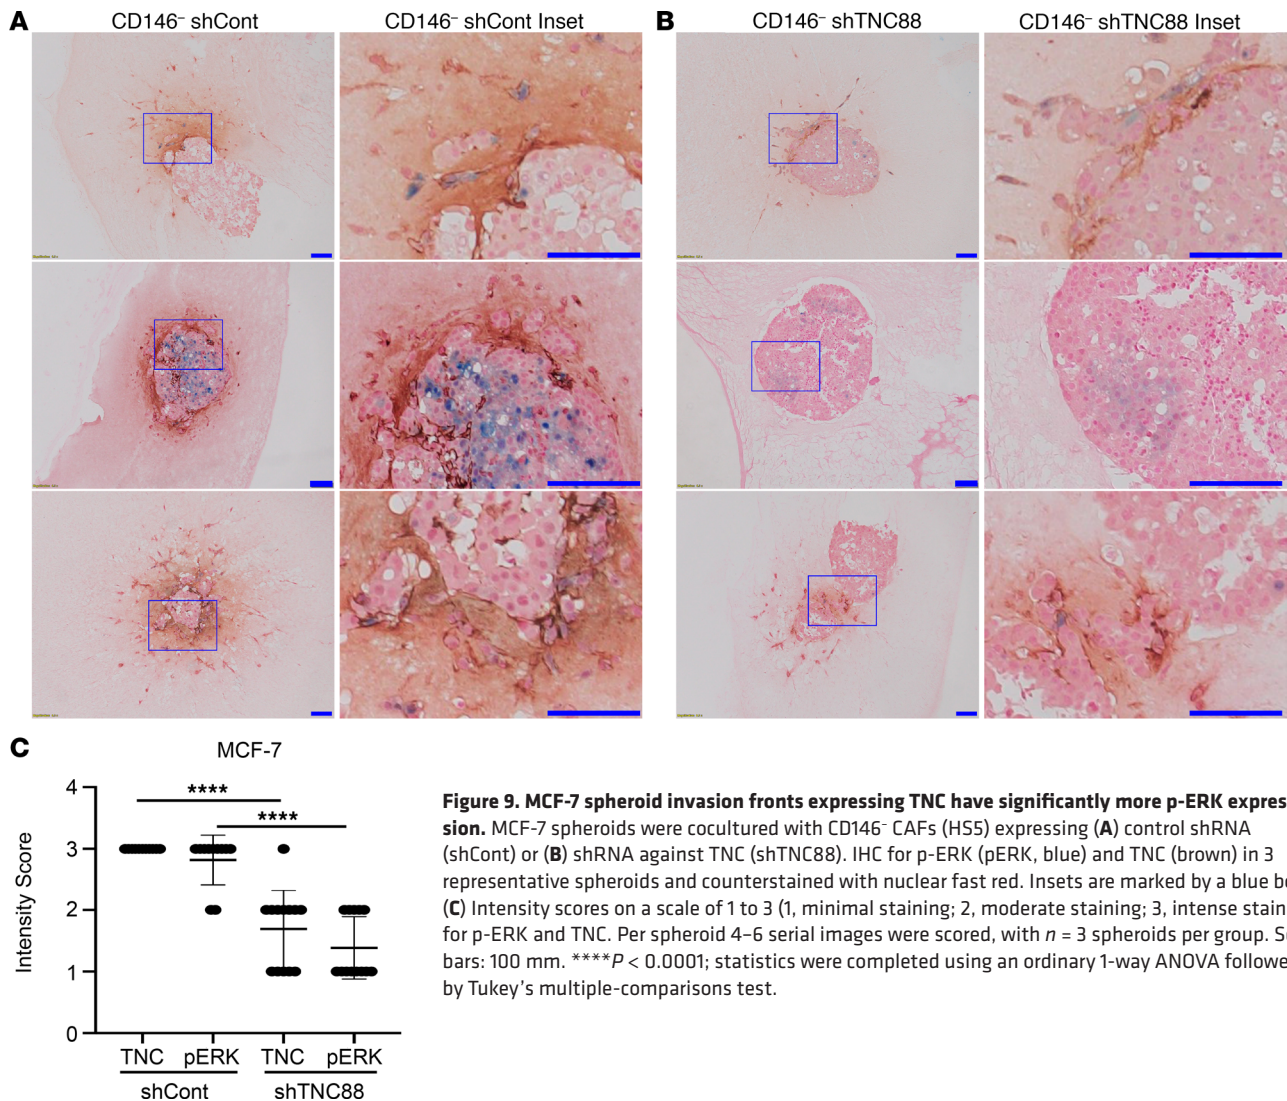 A
CD146⁻ shCont
CD146⁻ shCont Inset
B
CD146⁻ shTNC88
CD146⁻ shTNC88 Inset
C
MCF-7
4
3
2
1
0
Intensity Score
****
****
TNC pERK TNC pERK
shCont shTNC88
Figure 9. MCF-7 spheroid invasion fronts expressing TNC have significantly more p-ERK expres-
sion. MCF-7 spheroids were cocultured with CD146⁻ CAFs (HS5) expressing (A) control shRNA
(shCont) or (B) shRNA against TNC (shTNC88). IHC for p-ERK (pERK, blue) and TNC (brown) in 3
representative spheroids and counterstained with nuclear fast red. Insets are marked by a blue
(C) Intensity scores on a scale of 1 to 3 (1, minimal staining; 2, moderate staining; 3, intense
for p-ERK and TNC. Per spheroid 4–6 serial images were scored, with n = 3 spheroids per group.
bars: 100 mm. ****P < 0.0001; statistics were completed using an ordinary 1-way ANOVA
by Tukey's multiple-comparisons test.